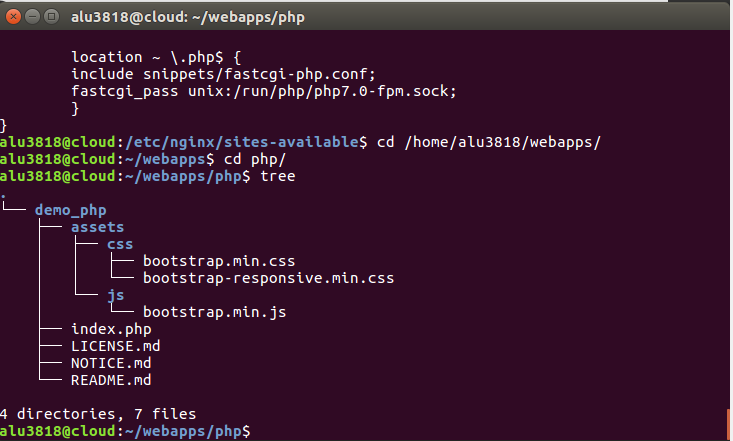 alu3818@cloud: ~/webapps/php
location ~ \.php$ {
include snippets/fastcgi-php.conf;
fastcgi_pass unix:/run/php/php7.0-fpm.sock;
}
}
alu3818@cloud:/etc/nginx/sites-available$ cd /home/alu3818/webapps/
alu3818@cloud:~/webapps$ cd php/
alu3818@cloud:~/webapps/php$ tree
.
└── demo_php
    ├── assets
    │   ├── css
    │   │   ├── bootstrap.min.css
    │   │   └── bootstrap-responsive.min.css
    │   └── js
    │       └── bootstrap.min.js
    ├── index.php
    ├── LICENSE.md
    ├── NOTICE.md
    └── README.md
4 directories, 7 files
alu3818@cloud:~/webapps/php$